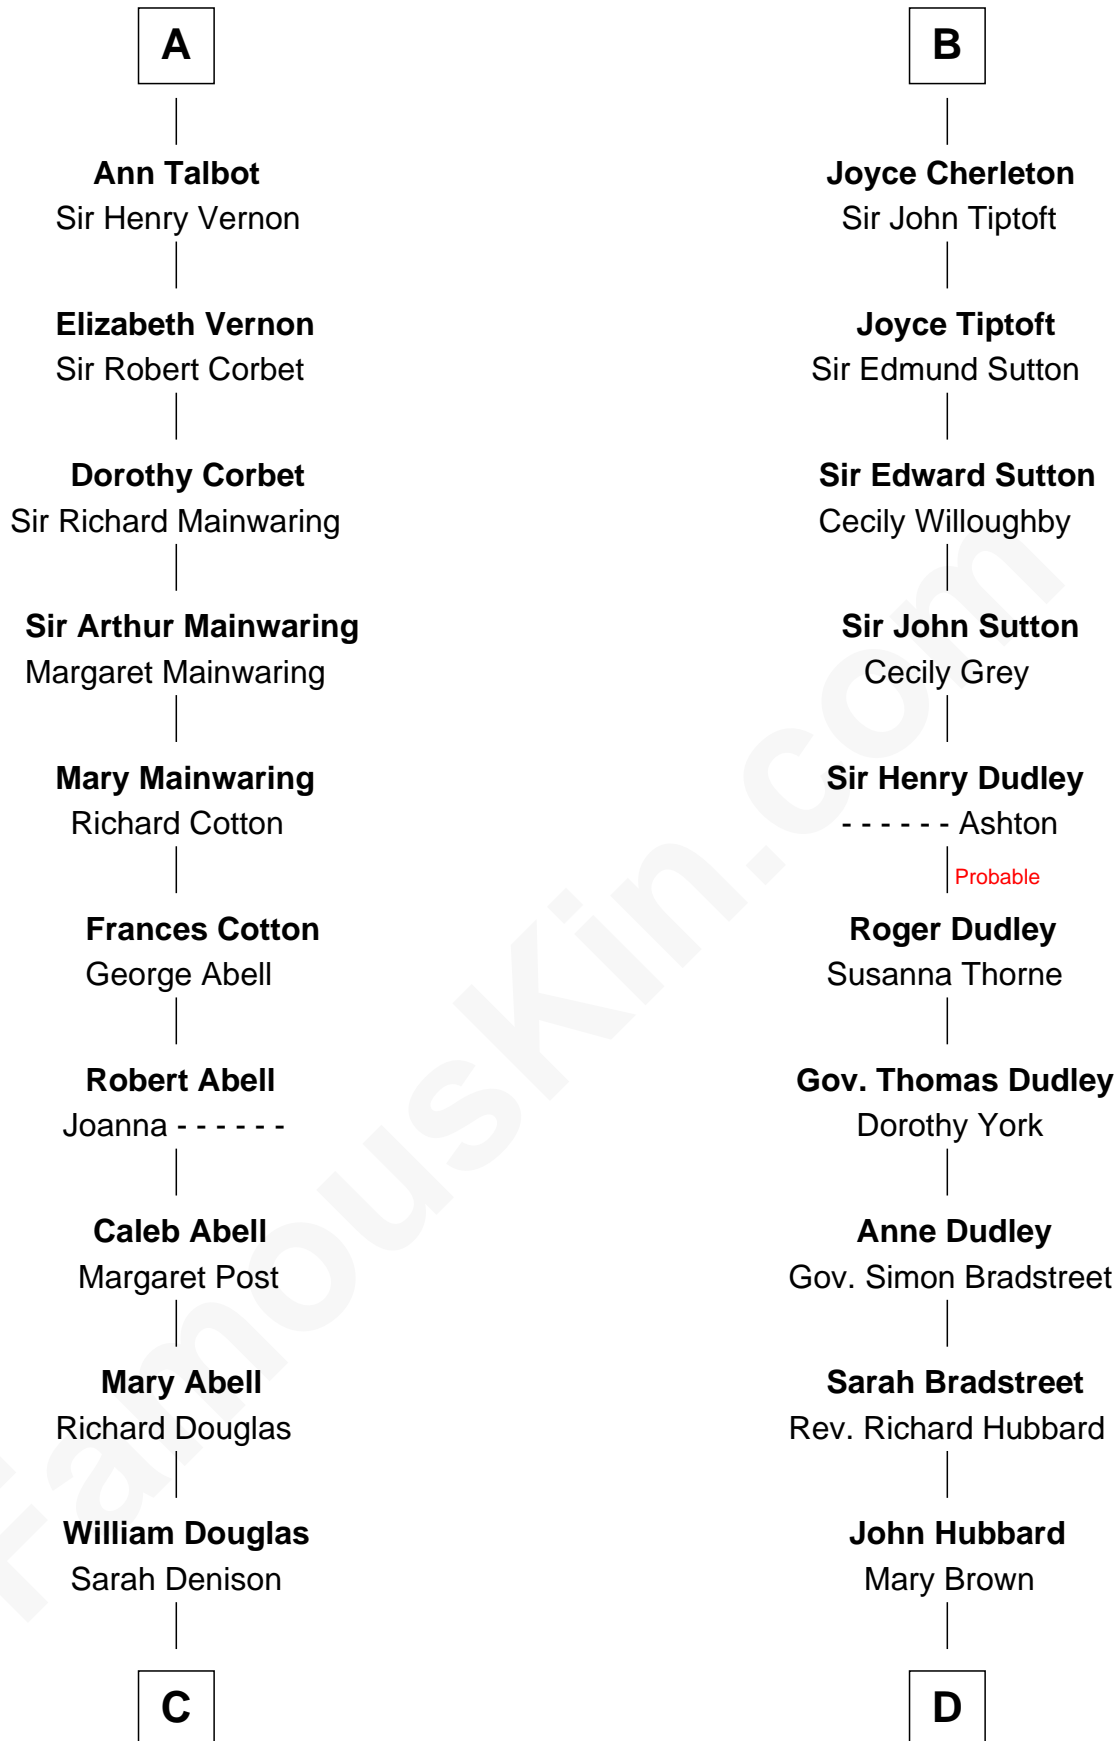 A
Ann Talbot
Sir Henry Vernon
Elizabeth Vernon
Sir Robert Corbet
Dorothy Corbet
Sir Richard Mainwaring
Sir Arthur Mainwaring
Margaret Mainwaring
Mary Mainwaring
Richard Cotton
Frances Cotton
George Abell
Robert Abell
Joanna - - - - - -
Caleb Abell
Margaret Post
Mary Abell
Richard Douglas
William Douglas
Sarah Denison
C
B
Joyce Cherleton
Sir John Tiptoft
Joyce Tiptoft
Sir Edmund Sutton
Sir Edward Sutton
Cecily Willoughby
Sir John Sutton
Cecily Grey
Sir Henry Dudley
- - - - - - Ashton
Probable
Roger Dudley
Susanna Thorne
Gov. Thomas Dudley
Dorothy York
Anne Dudley
Gov. Simon Bradstreet
Sarah Bradstreet
Rev. Richard Hubbard
John Hubbard
Mary Brown
D
FamousKin.com